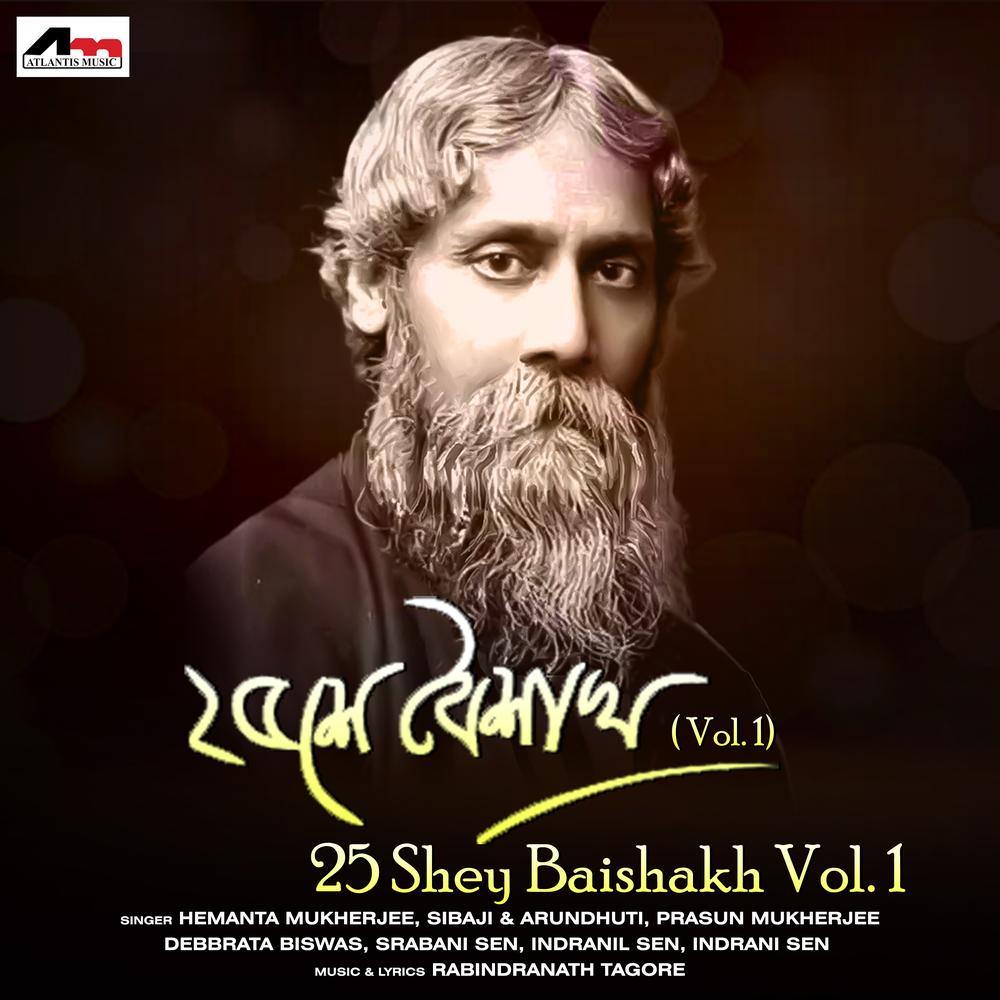 Am
ATLANTIS MUSIC
২৫শে বৈশাখ (Vol. 1)
25 Shey Baishakh Vol. 1
SINGER HEMANTA MUKHERJEE, SIBAJI & ARUNDHUTI, PRASUN MUKHERJEE
DEBBRATA BISWAS, SRABANI SEN, INDRANIL SEN, INDRANI SEN
MUSIC & LYRICS RABINDRANATH TAGORE